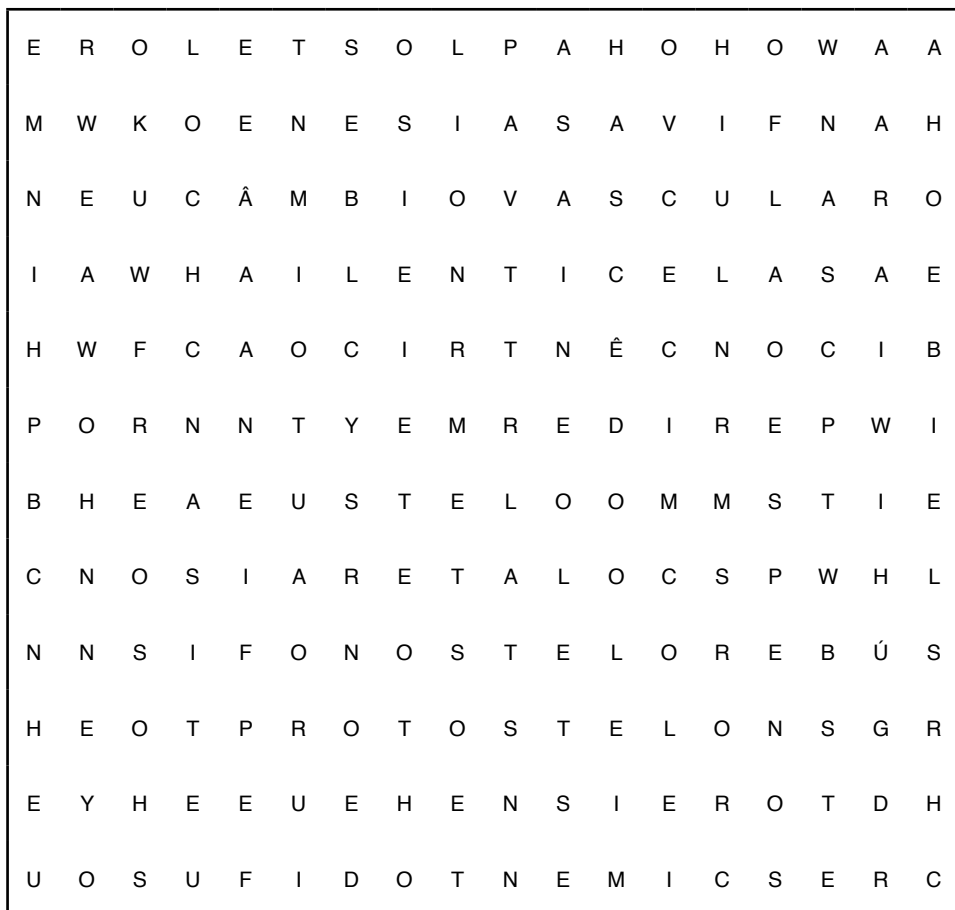 E R O L E T S O L P A H O H O W A A
M W K O E N E S I A S A V I F N A H
N E U C Â M B I O V A S C U L A R O
I A W H A I L E N T I C E L A S A E
H W F C A O C I R T N Ê C N O C I B
P O R N N T Y E M R E D I R E P W I
B H E A E U S T E L O O M M S T I E
C N O S I A R E T A L O C S P W H L
N N S I F O N O S T E L O R E B Ú S
H E O T P R O T O S T E L O N S G R
E Y H E E U E H E N S I E R O T D H
U O S U F I D O T N E M I C S E R C